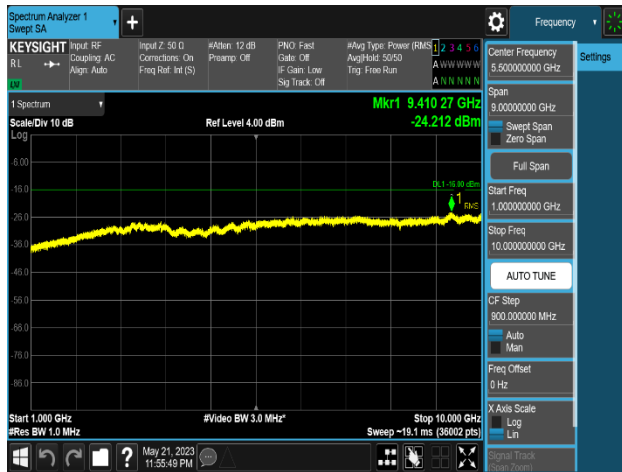 Spectrum Analyzer 1
Swept SA
Frequency
Settings
KEYSIGHT
RL
LXI
Input: RF
Coupling: AC
Align: Auto
Input Z: 50 Ω
Corrections: On
Freq Ref: Int (S)
#Atten: 12 dB
Preamp: Off
PNO: Fast
Gate: Off
IF Gain: Low
Sig Track: Off
#Avg Type: Power (RMS
Avg|Hold: 50/50
Trig: Free Run
1 2 3 4 5 6
A W W W W W
A N N N N N
1 Spectrum
Scale/Div 10 dB
Log
Ref Level 4.00 dBm
Mkr1 9.410 27 GHz
-24.212 dBm
DL1 -16.00 dBm
1
RMS
-6.00
-16.0
-26.0
-36.0
-46.0
-56.0
-66.0
-76.0
-86.0
Start 1.000 GHz
#Res BW 1.0 MHz
#Video BW 3.0 MHz*
Stop 10.000 GHz
Sweep ~19.1 ms (36002 pts)
Center Frequency
5.500000000 GHz
Span
9.00000000 GHz
Swept Span
Zero Span
Full Span
Start Freq
1.000000000 GHz
Stop Freq
10.000000000 GHz
AUTO TUNE
CF Step
900.000000 MHz
Auto
Man
Freq Offset
0 Hz
X Axis Scale
Log
Lin
Signal Track
(Span Zoom)
?
May 21, 2023
11:55:49 PM